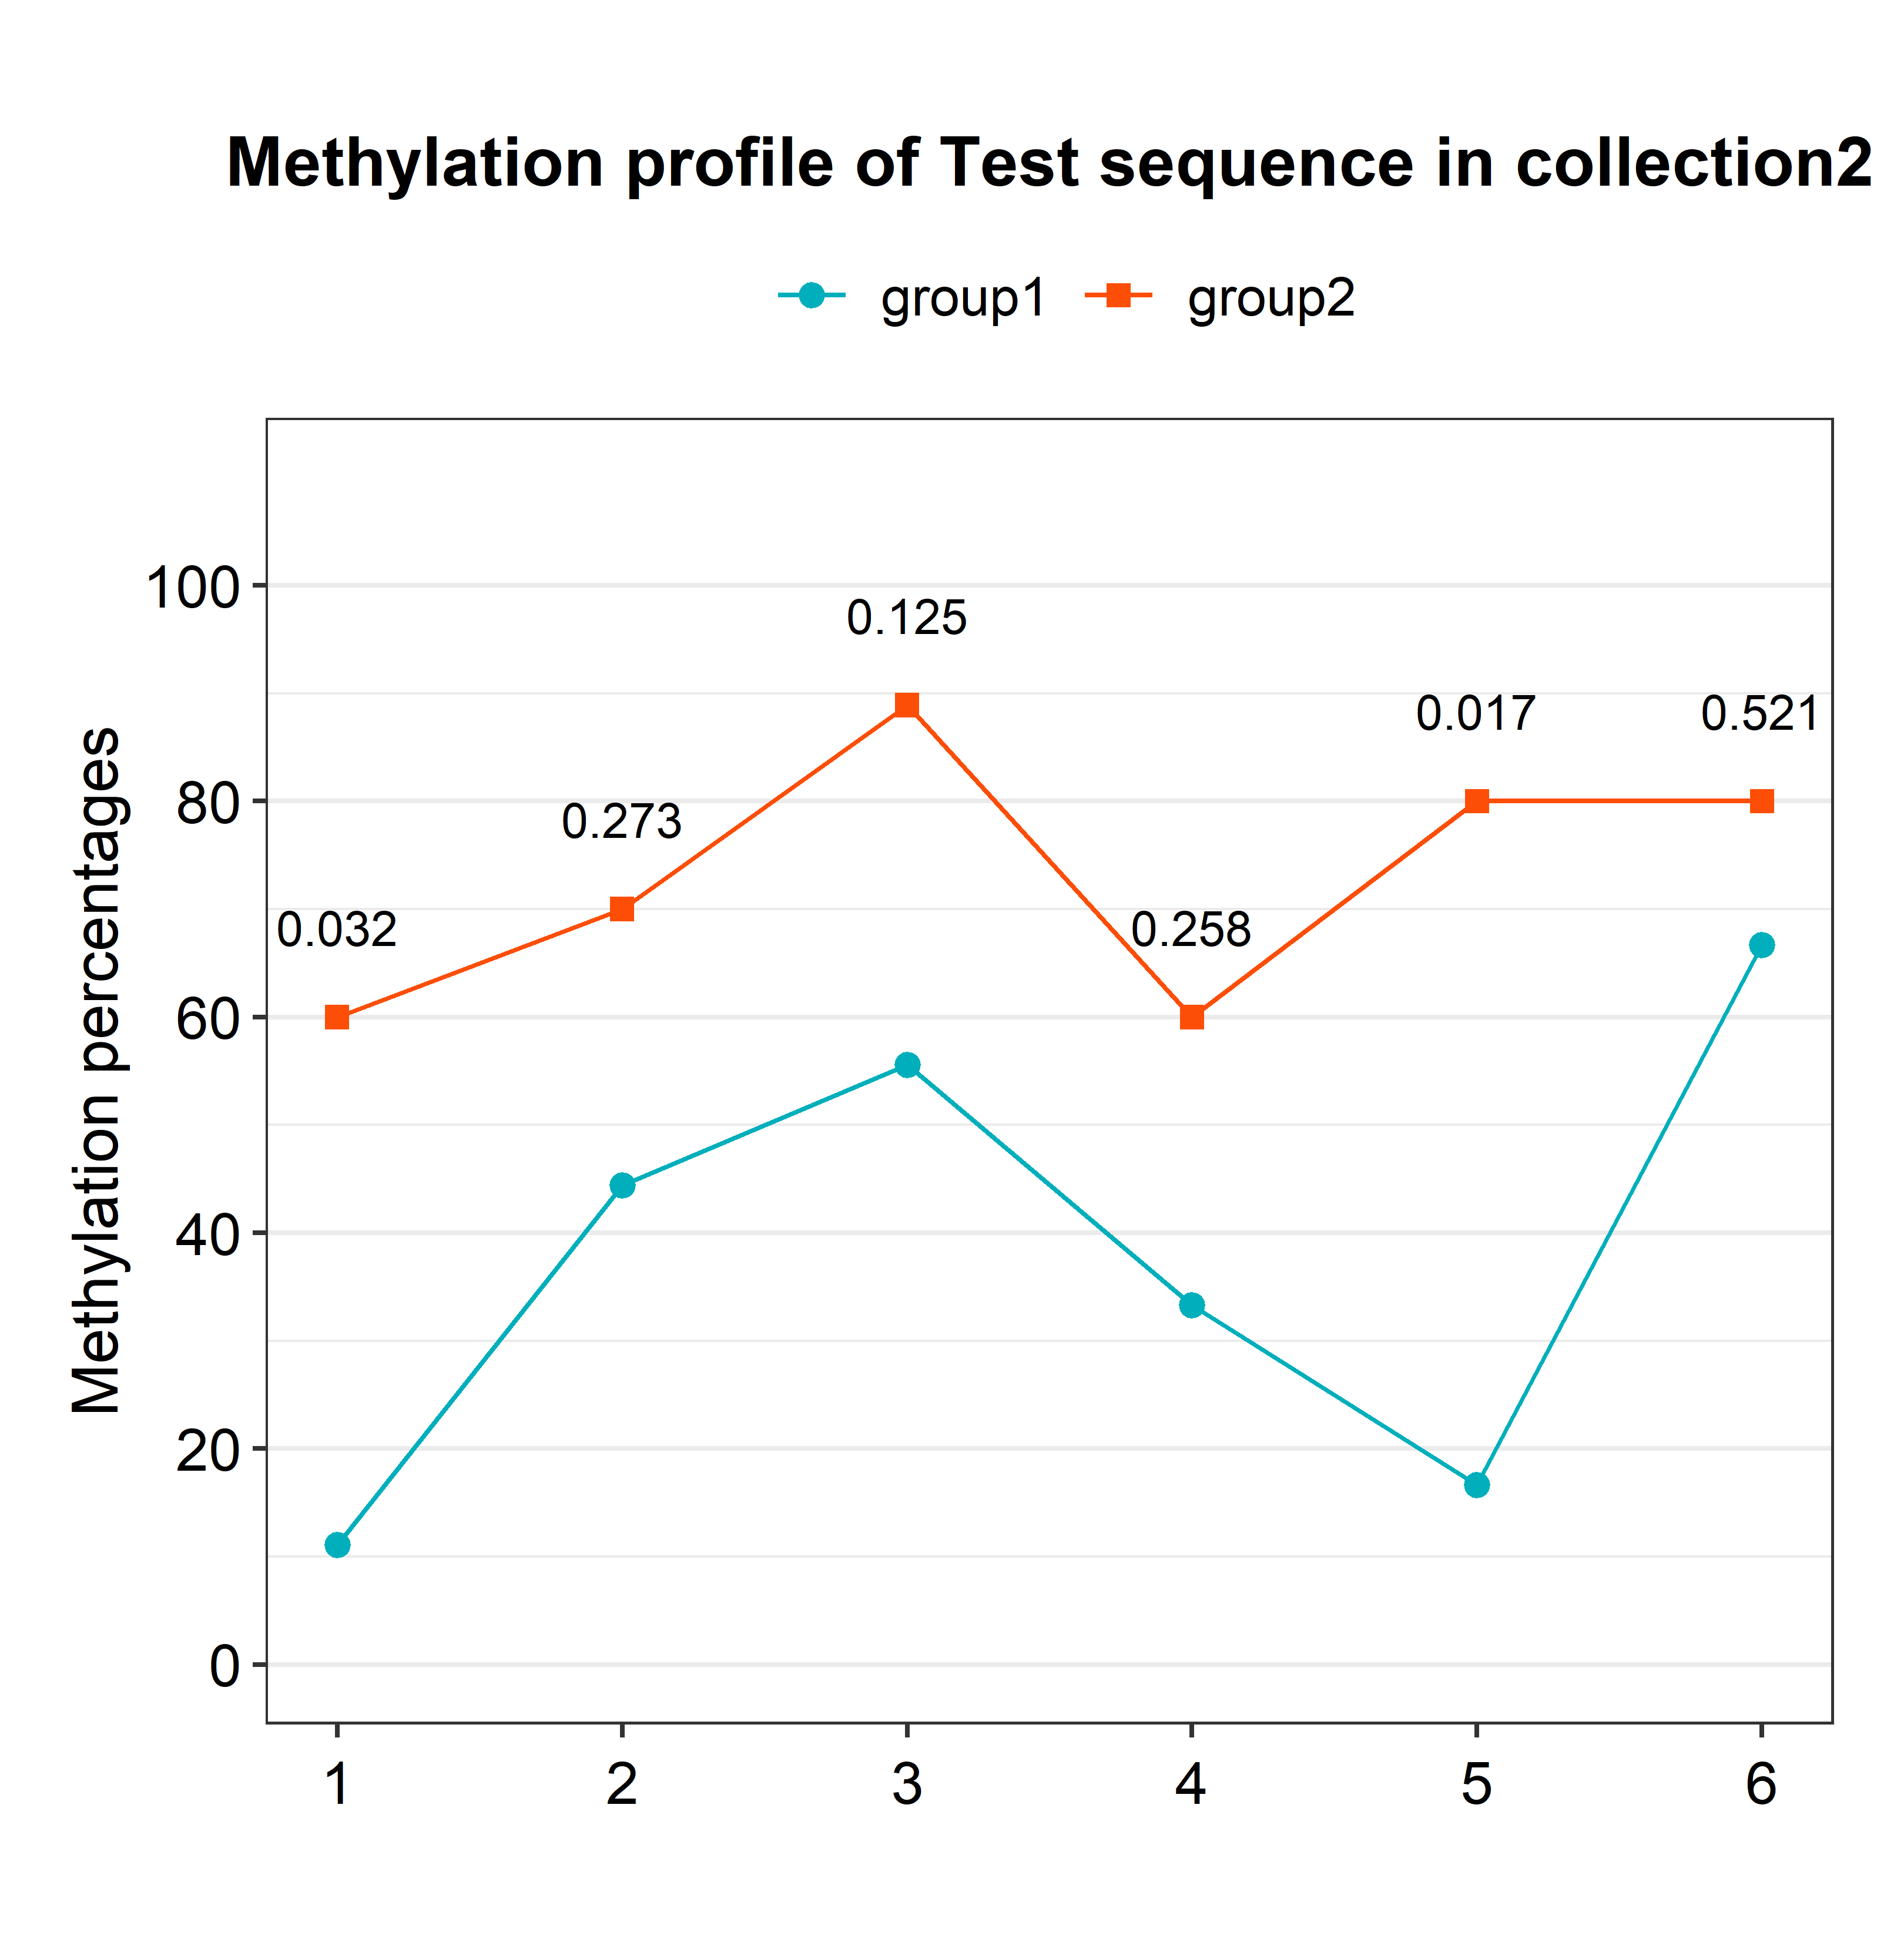 Methylation profile of Test sequence in collection2
group1 group2
Methylation percentages
100
80
60
40
20
0
0.125
0.017 0.521
0.273
0.032 0.258
1 2 3 4 5 6